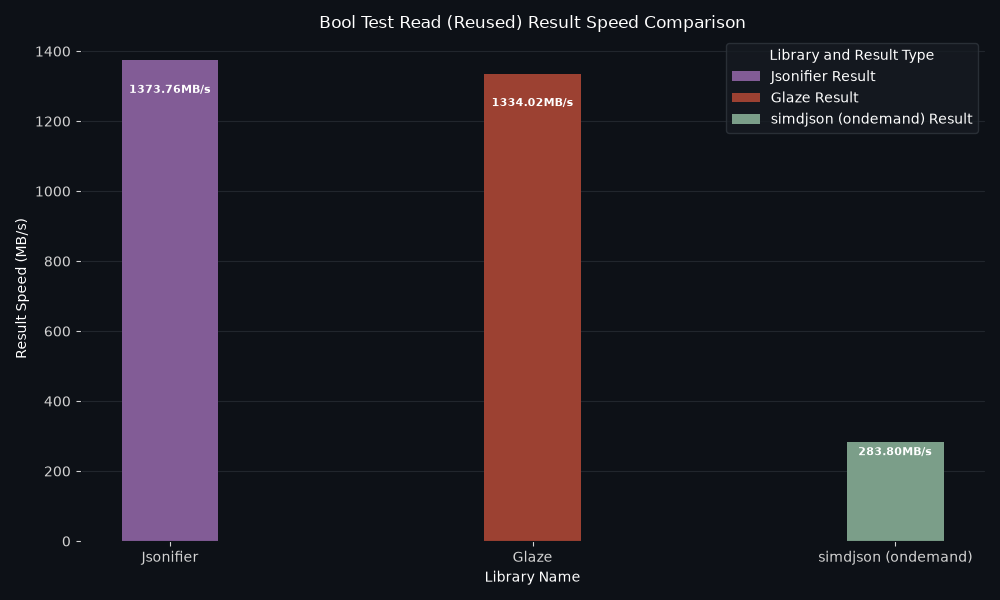 Bool Test Read (Reused) Result Speed Comparison
Library and Result Type
Jsonifier Result
Glaze Result
simdjson (ondemand) Result
1373.76MB/s
1334.02MB/s
283.80MB/s
1400
1200
1000
800
600
400
200
0
Result Speed (MB/s)
Jsonifier
Glaze
simdjson (ondemand)
Library Name